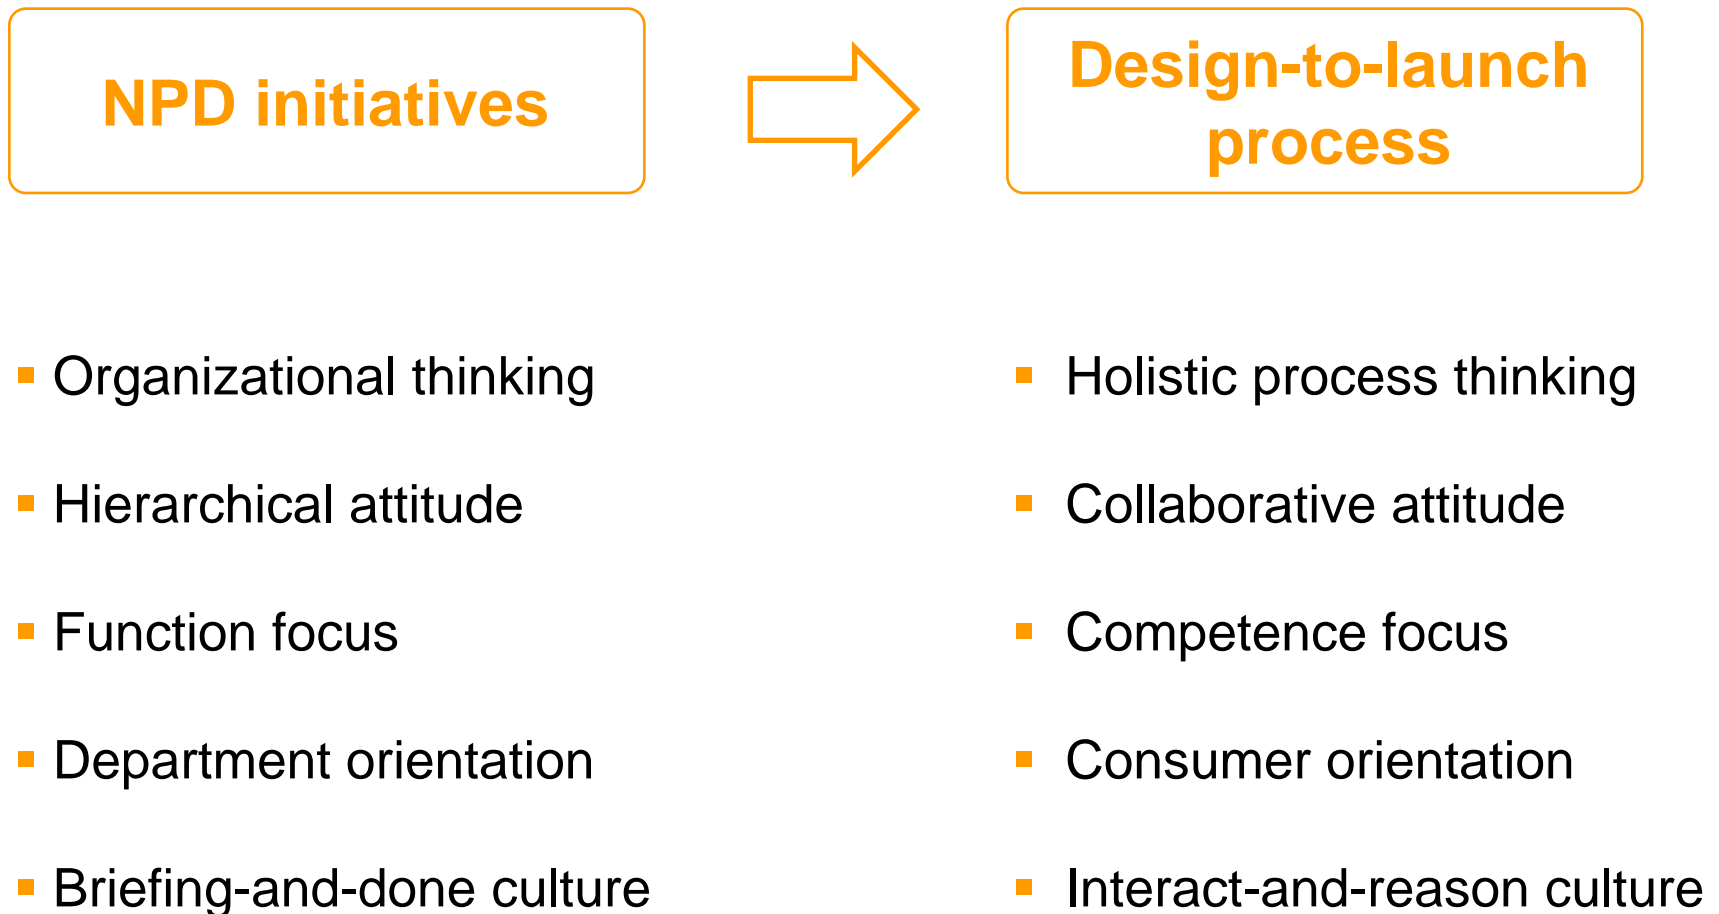 NPD initiatives
Design-to-launch
process
Organizational thinking
Hierarchical attitude
Function focus
Department orientation
Briefing-and-done culture
Holistic process thinking
Collaborative attitude
Competence focus
Consumer orientation
Interact-and-reason culture